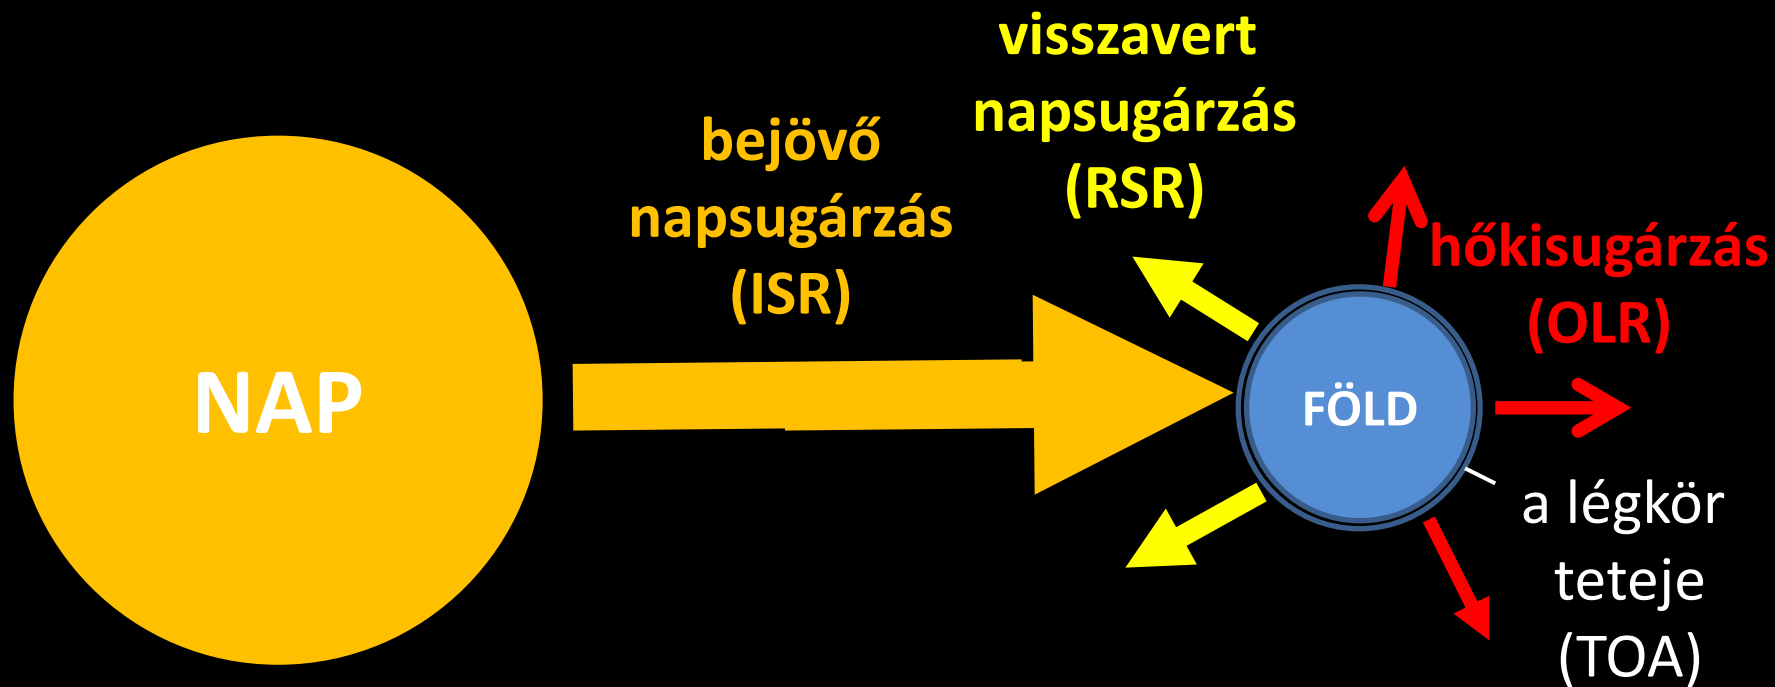 NAP
bejövő
napsugárzás
(ISR)
visszavert
napsugárzás
(RSR)
FÖLD
hőkisugárzás
(OLR)
a légkör
teteje
(TOA)